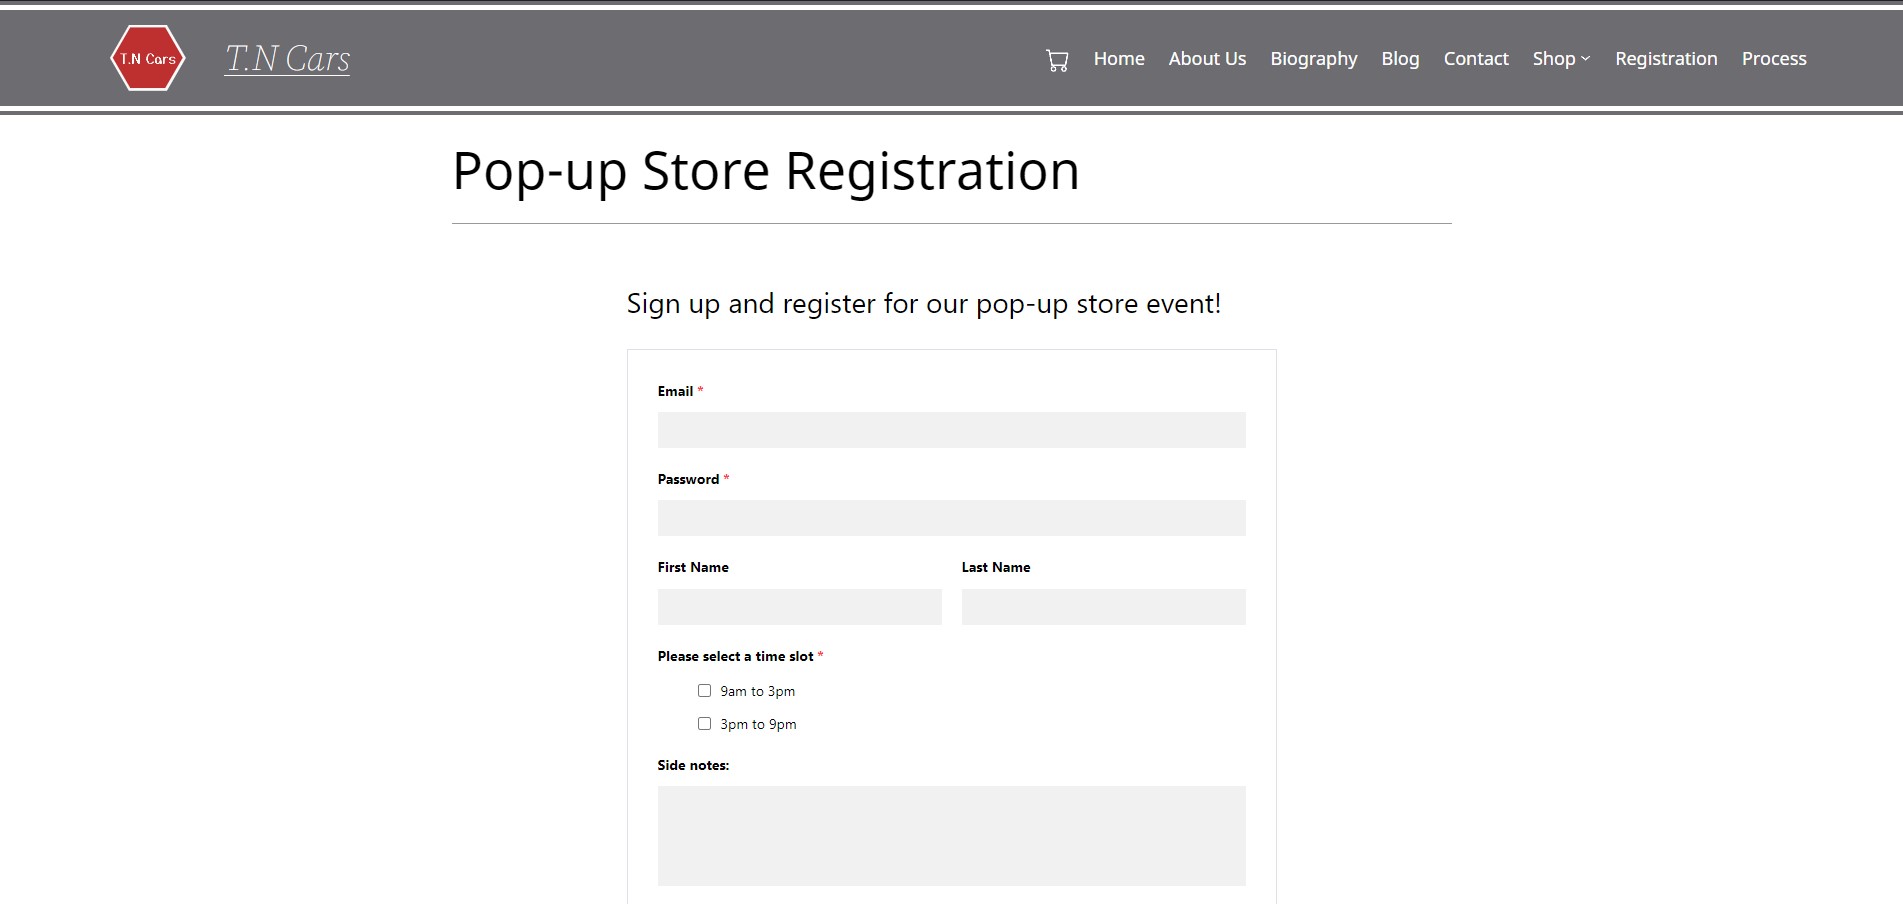 T.N Cars
T.N Cars
Home About Us Biography Blog Contact Shop Registration Process
Pop-up Store Registration
Sign up and register for our pop-up store event!
Email *
Password *
First Name Last Name
Please select a time slot *
9am to 3pm
3pm to 9pm
Side notes: